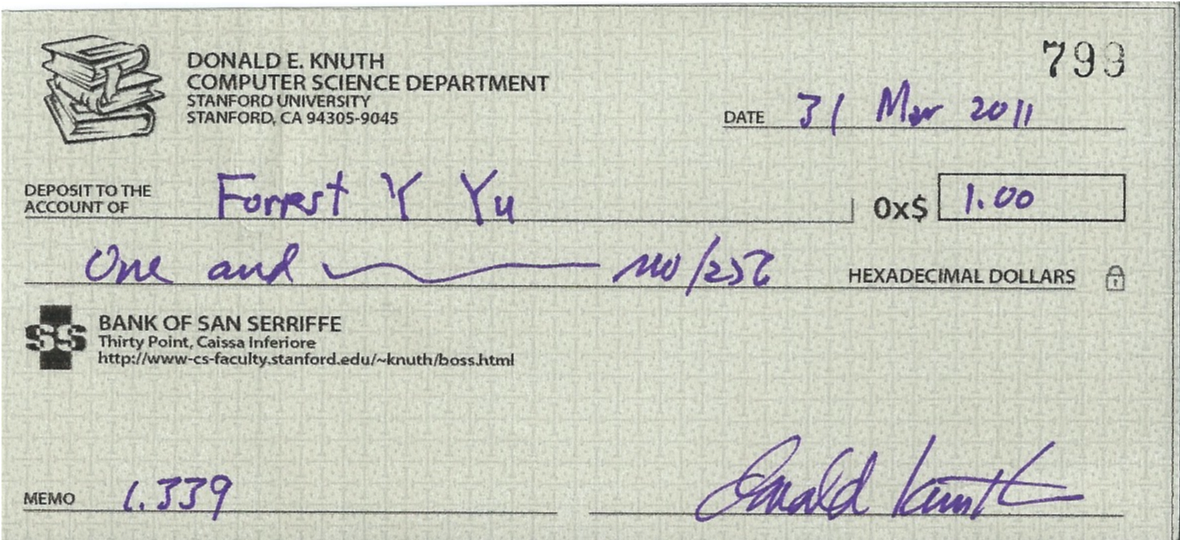 DONALD E. KNUTH
COMPUTER SCIENCE DEPARTMENT
STANFORD UNIVERSITY
STANFORD, CA 94305-9045
799
DATE 31 Mar 2011
DEPOSIT TO THE
ACCOUNT OF Forrest Y Yu 0x$ 1.00
One and no/256 HEXADECIMAL DOLLARS
SS
BANK OF SAN SERRIFFE
Thirty Point, Caissa Inferiore
http://www-cs-faculty.stanford.edu/~knuth/boss.html
MEMO 1.339 Donald Knuth